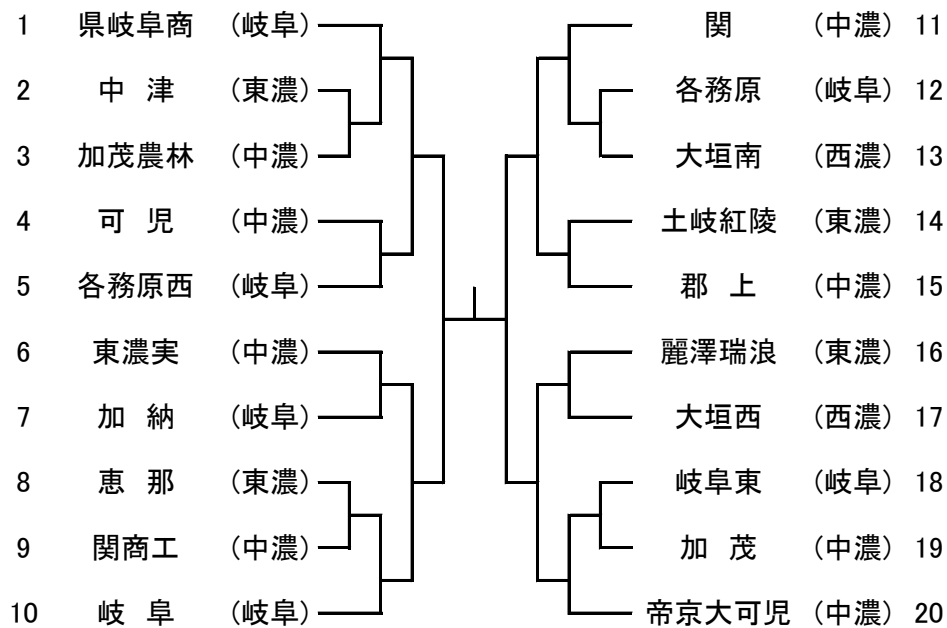 1 県岐阜商 (岐阜) 関 (中濃) 11
2 中 津 (東濃) 各務原 (岐阜) 12
3 加茂農林 (中濃) 大垣南 (西濃) 13
4 可 児 (中濃) 土岐紅陵 (東濃) 14
5 各務原西 (岐阜) 郡 上 (中濃) 15
6 東濃実 (中濃) 麗澤瑞浪 (東濃) 16
7 加 納 (岐阜) 大垣西 (西濃) 17
8 恵 那 (東濃) 岐阜東 (岐阜) 18
9 関商工 (中濃) 加 茂 (中濃) 19
10 岐 阜 (岐阜) 帝京大可児 (中濃) 20